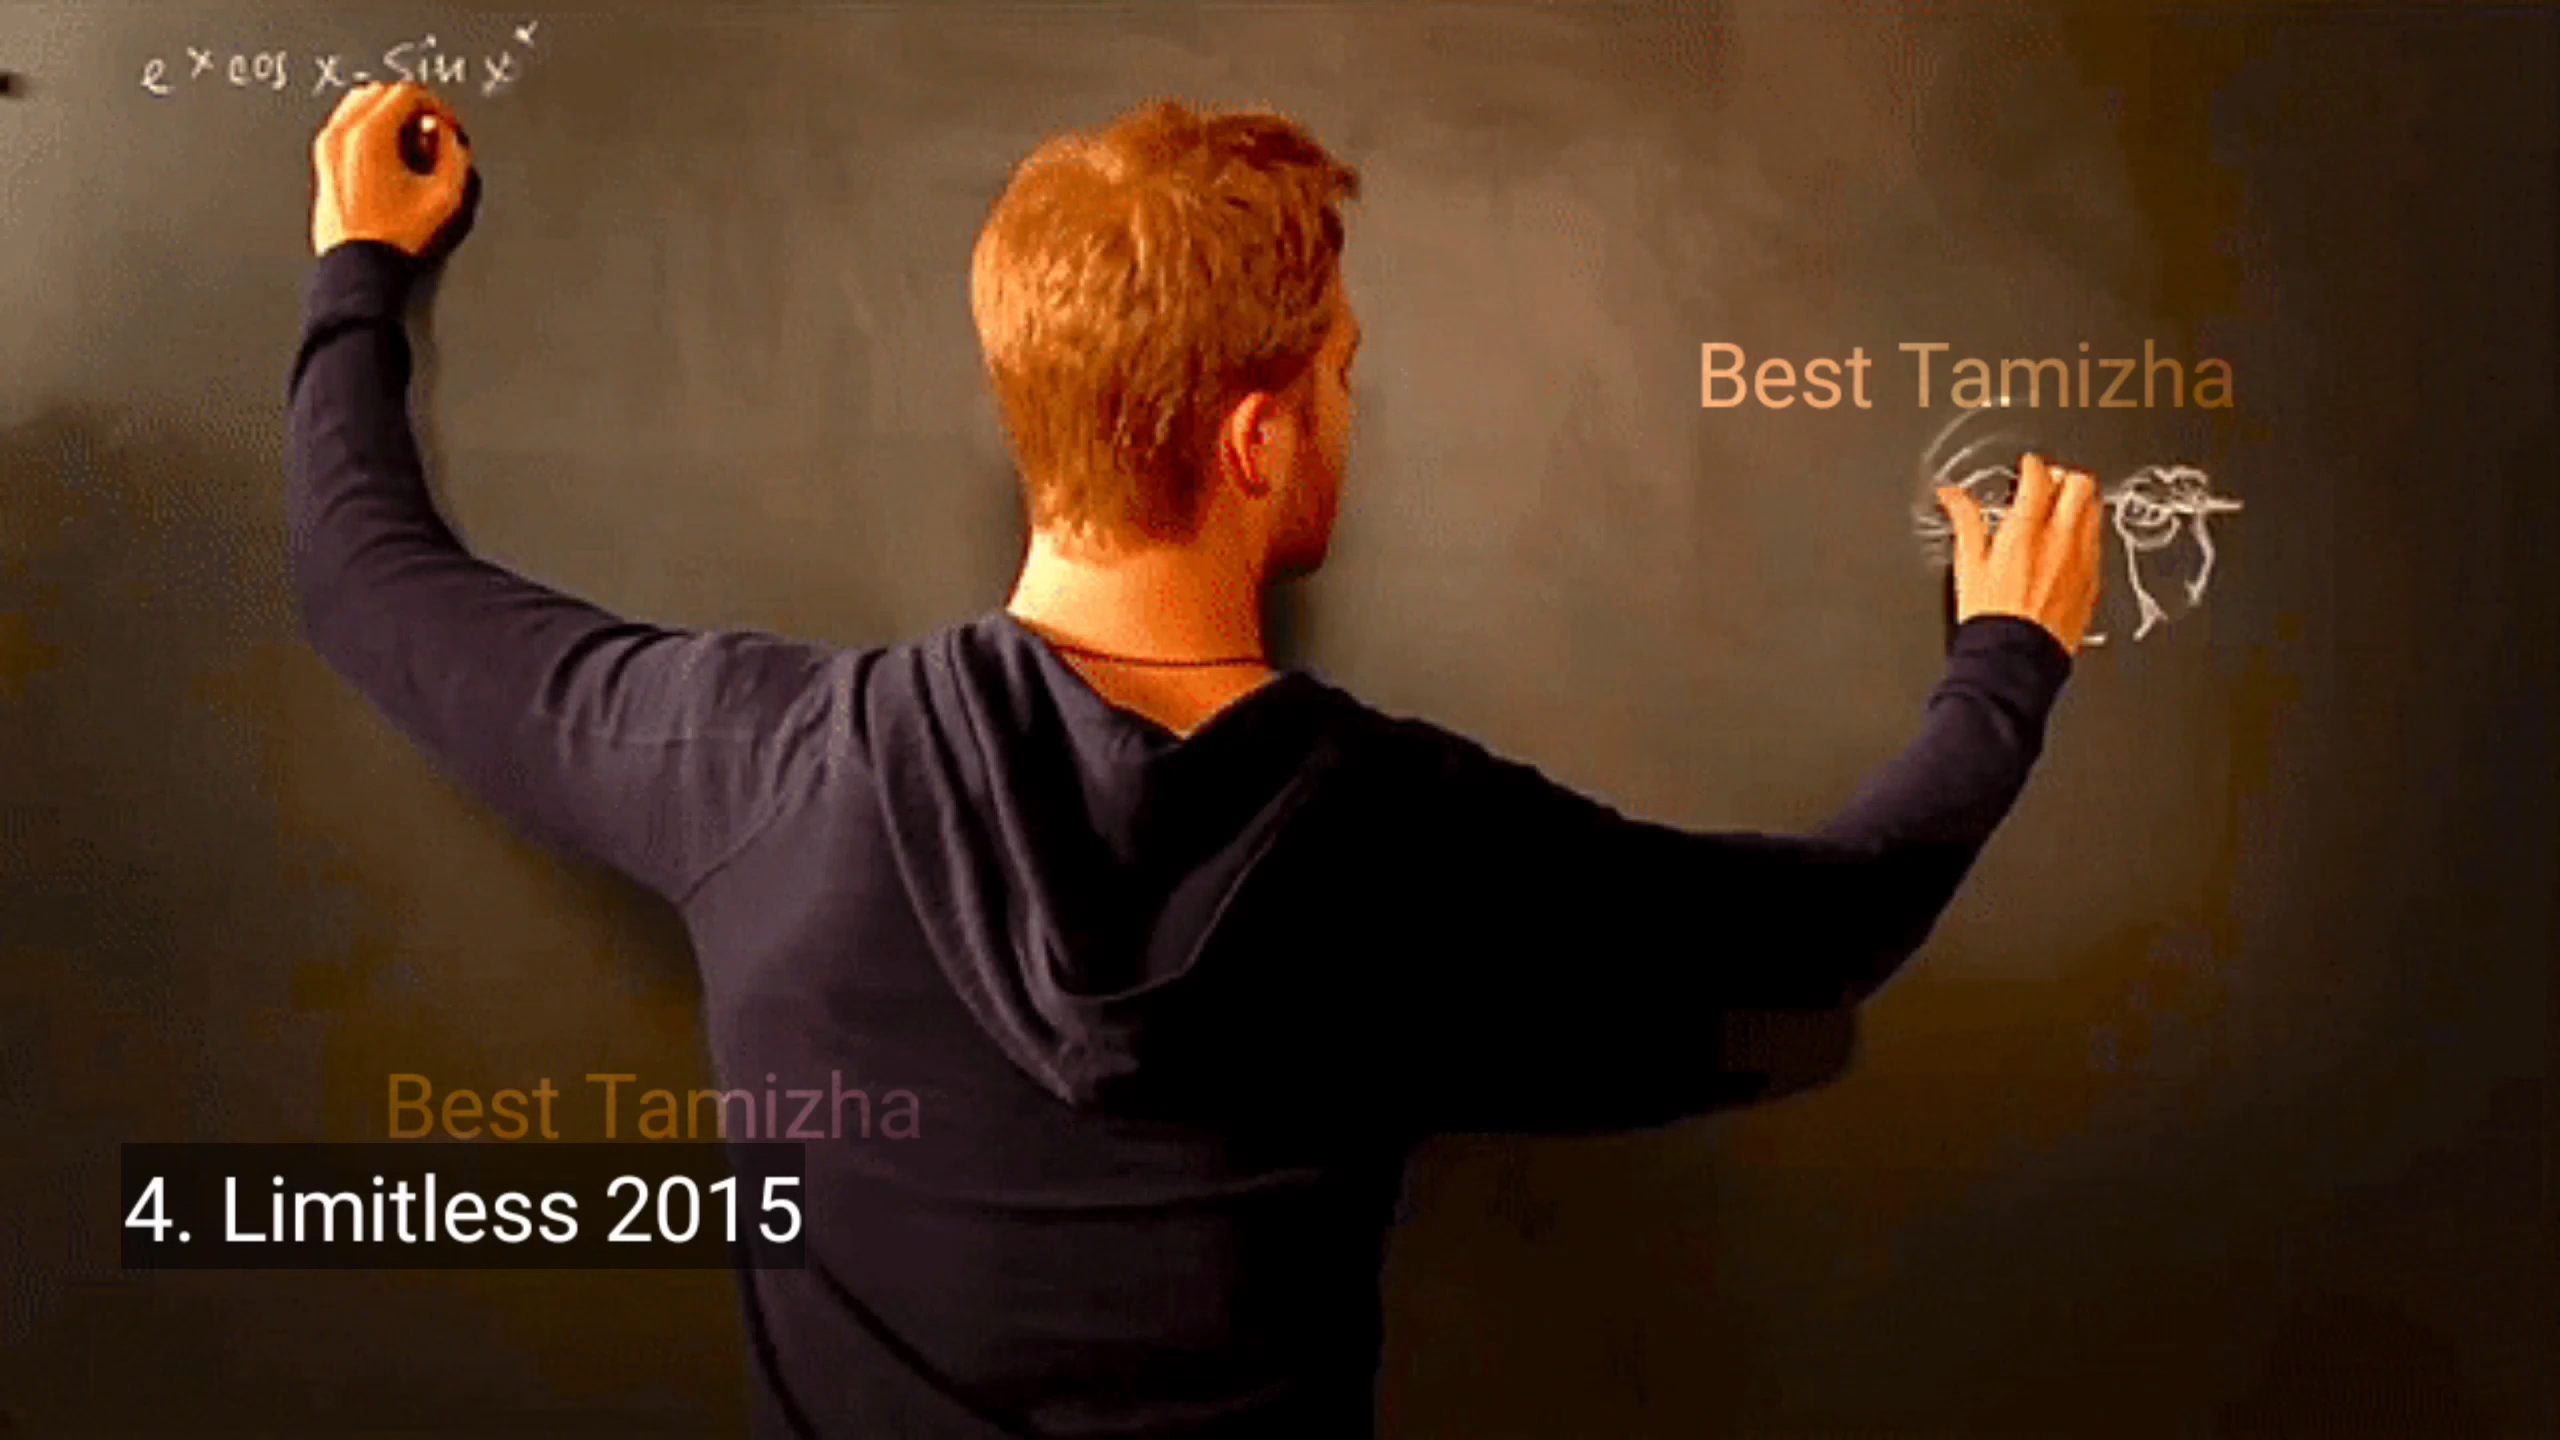 e^x cos x - sin x^x
Best Tamizha
Best Tamizha
4. Limitless 2015